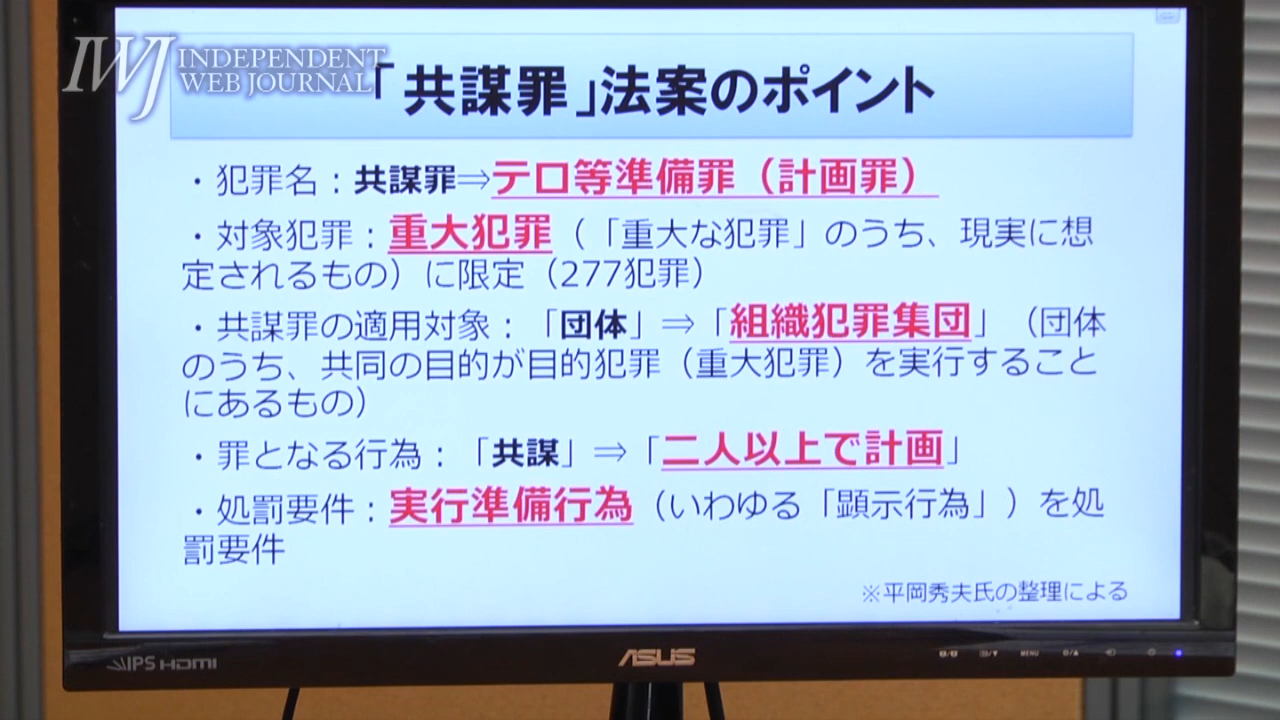 IWJ INDEPENDENT
WEB JOURNAL
「共謀罪」法案のポイント
・犯罪名：共謀罪⇒テロ等準備罪（計画罪）
・対象犯罪：重大犯罪（「重大な犯罪」のうち、現実に想
定されるもの）に限定（277犯罪）
・共謀罪の適用対象：「団体」⇒「組織犯罪集団」（団体
のうち、共同の目的が目的犯罪（重大犯罪）を実行すること
にあるもの）
・罪となる行為：「共謀」⇒「二人以上で計画」
・処罰要件：実行準備行為（いわゆる「顕示行為」）を処
罰要件
※平岡秀夫氏の整理による
IPS HDMI
ASUS
MENU